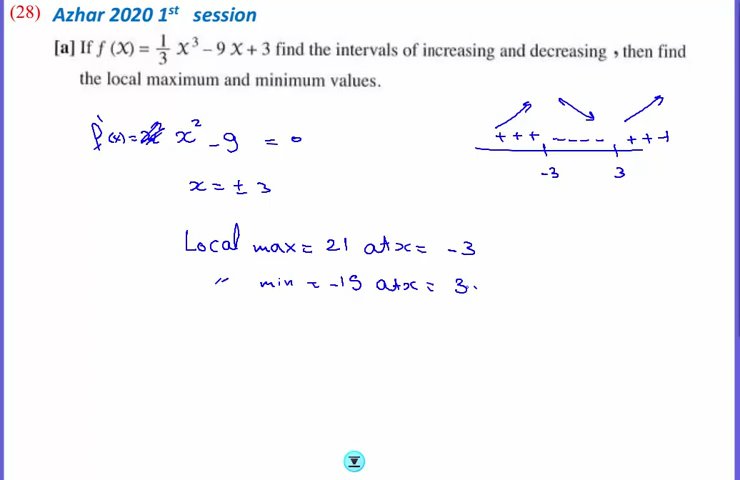 (28) Azhar 2020 1st session
[a] If f (X) = 1/3 X³ – 9 X + 3 find the intervals of increasing and decreasing , then find
the local maximum and minimum values.
f'(x) = x² - 9 = 0
+ + + - - - - + + +
-3 3
x = ± 3
Local max = 21 at x = -3
〃 min = -15 at x = 3.